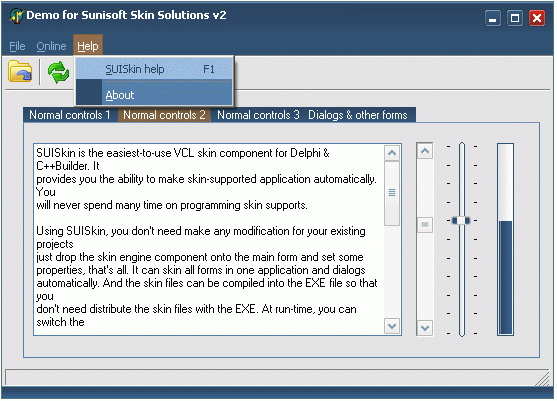 Demo for Sunisoft Skin Solutions v2
File Online Help
SUISkin help F1
About
Normal controls 1 Normal controls 2 Normal controls 3 Dialogs & other forms
SUISkin is the easiest-to-use VCL skin component for Delphi &
C++Builder. It
provides you the ability to make skin-supported application automatically.
You
will never spend many time on programming skin supports.
Using SUISkin, you don't need make any modification for your existing
projects
just drop the skin engine component onto the main form and set some
properties, that's all. It can skin all forms in one application and dialogs
automatically. And the skin files can be compiled into the EXE file so that
you
don't need distribute the skin files with the EXE. At run-time, you can
switch the